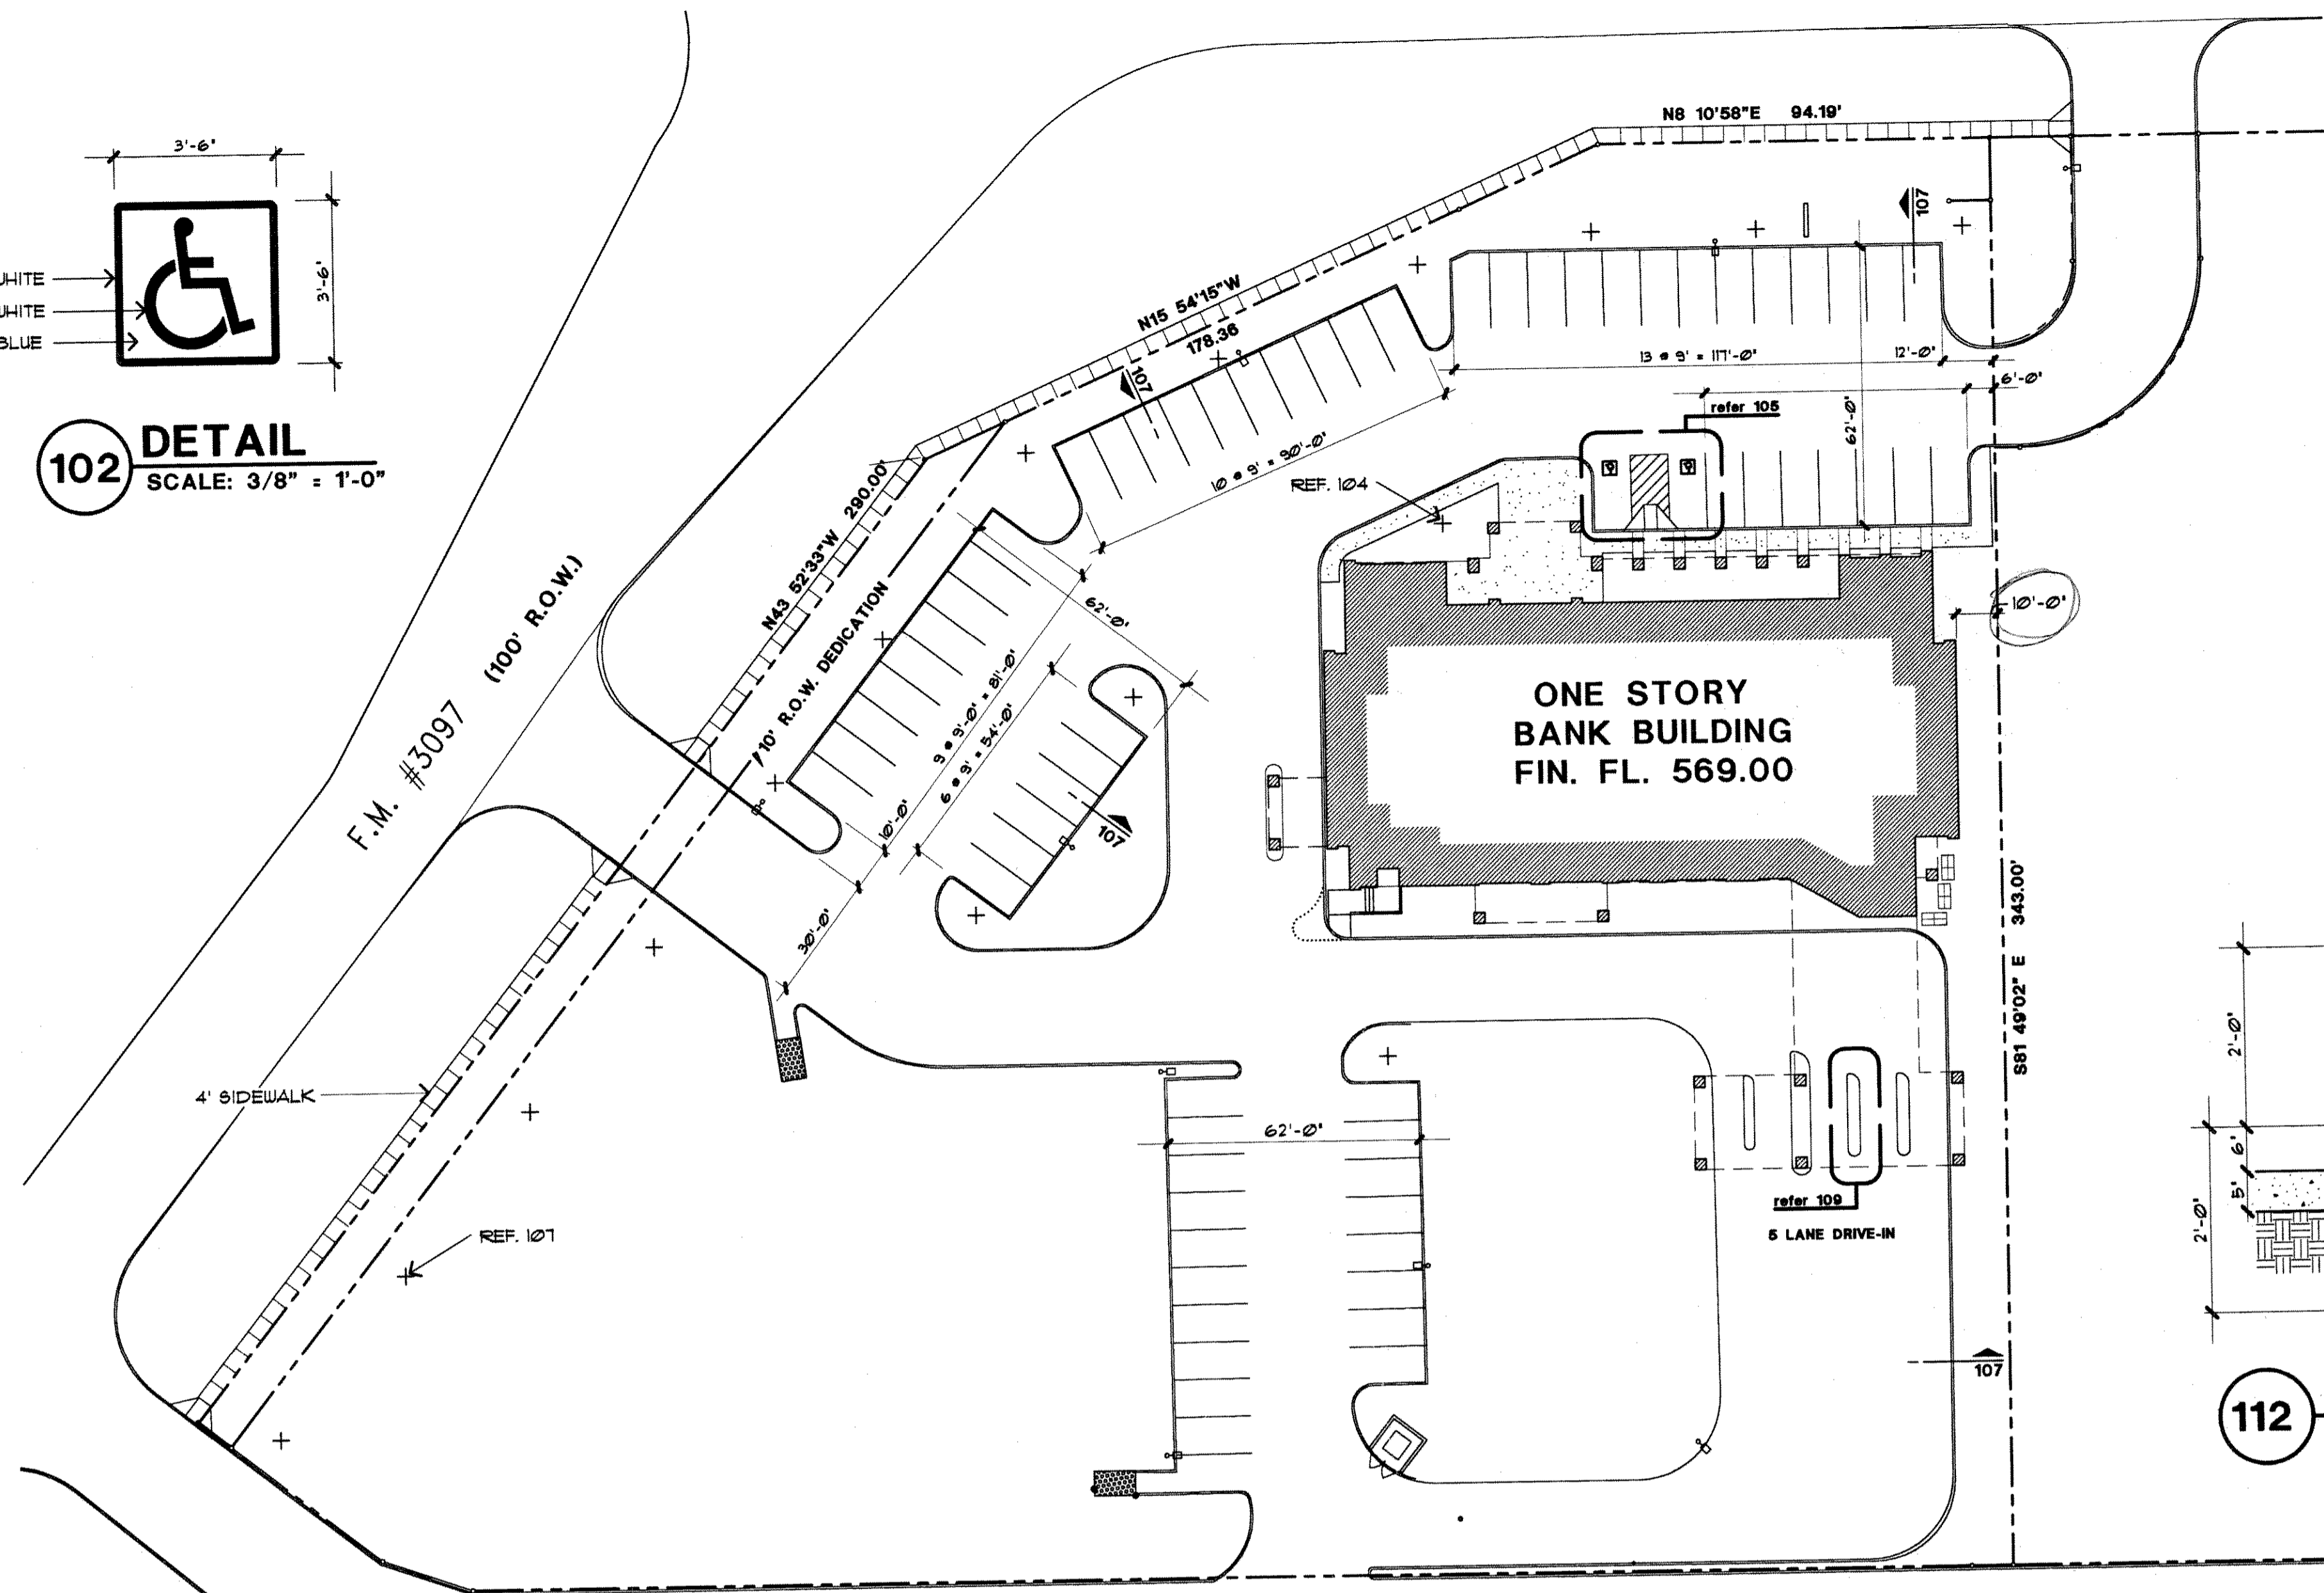 N8 10'58"E 94.19'
3'-6"
3'-6"
WHITE
WHITE
BLUE
102
DETAIL
SCALE: 3/8" = 1'-0"
107
N15 54'15"W
178.36
107
13 @ 9' = 117'-0"
12'-0"
6'-0"
62'-0"
refer 105
10 @ 9' = 90'-0"
REF. 104
N43 52'33"W 290.00'
10' R.O.W. DEDICATION
62'-0"
9 @ 9'-0" = 81'-0"
6 @ 9' = 54'-0"
10'-0"
30'-0"
107
F.M. #3097 (100' R.O.W.)
10'-0"
ONE STORY
BANK BUILDING
FIN. FL. 569.00
S81 49'02" E 343.00'
4' SIDEWALK
REF. 107
62'-0"
refer 109
5 LANE DRIVE-IN
107
2'-0"
6"
5"
2'-0"
112